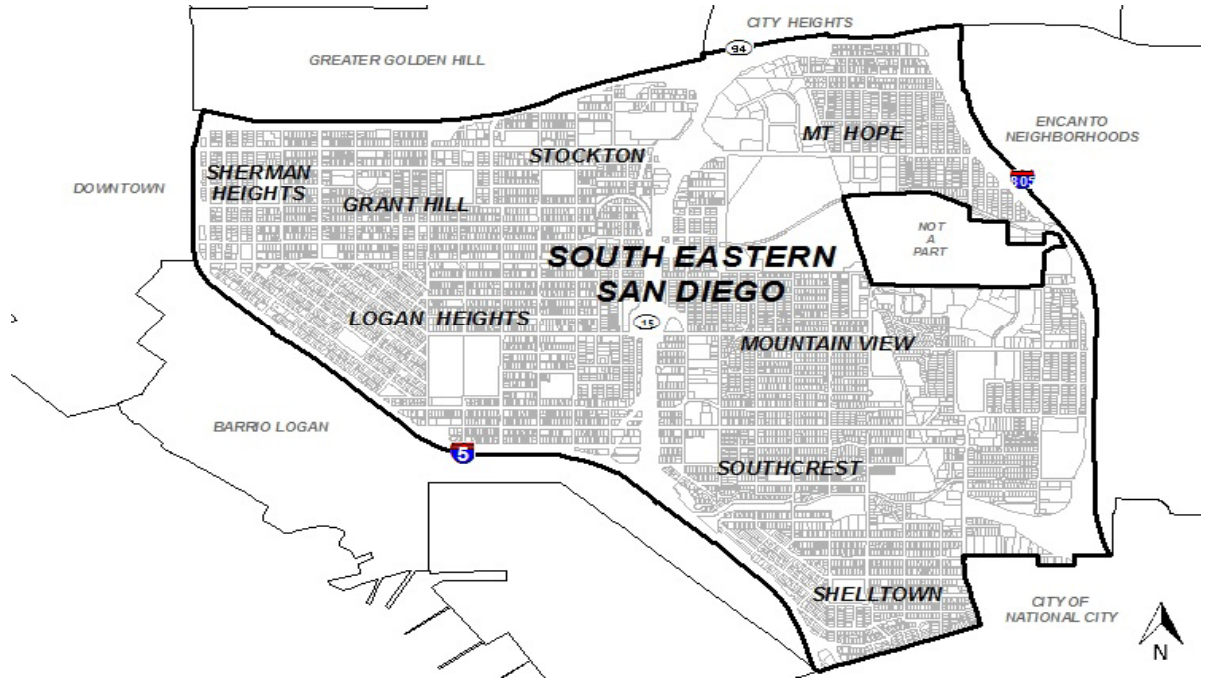 CITY HEIGHTS
94
GREATER GOLDEN HILL
ENCANTO
NEIGHBORHOODS
MT HOPE
STOCKTON
SHERMAN
HEIGHTS
DOWNTOWN
805
GRANT HILL
NOT
A
PART
SOUTH EASTERN
SAN DIEGO
LOGAN HEIGHTS
15
MOUNTAIN VIEW
BARRIO LOGAN
5
SOUTHCREST
SHELLTOWN
CITY OF
NATIONAL CITY
N